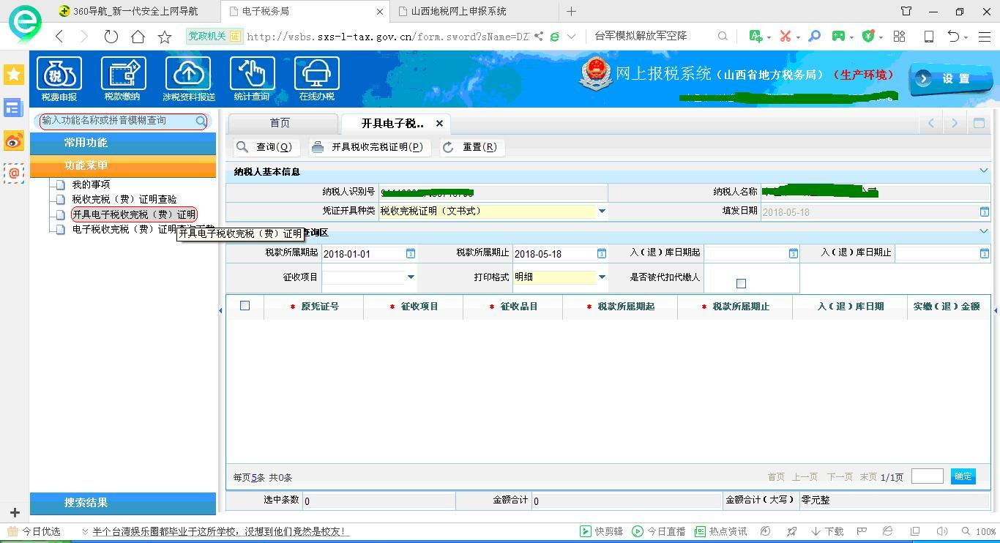 360导航_新一代安全上网导航
电子税务局
山西地税网上申报系统
党政机关 证 http://wsbs.sxs-l-tax.gov.cn/form.sword?sName=DZ
台军模拟解放军空降
税费申报
税款缴纳
涉税资料报送
统计查询
在线办税
网上报税系统（山西省地方税务局）（生产环境）
设 置
输入功能名称或拼音模糊查询
常用功能
功能菜单
我的事项
税收完税（费）证明查验
开具电子税收完税（费）证明
电子税收完税（费）证明
开具电子税收完税（费）证明
首页
开具电子税..
查询(Q)
开具税收完税证明(P)
重置(R)
纳税人基本信息
纳税人识别号
纳税人名称
凭证开具种类 税收完税证明（文书式）
填发日期 2018-05-18
查询区
税款所属期起 2018-01-01
税款所属期止 2018-05-18
入（退）库日期起
入（退）库日期止
征收项目
打印格式 明细
是否被代扣代缴人
* 原凭证号
* 征收项目
* 征收品目
* 税款所属期起
* 税款所属期止
入（退）库日期
实缴（退）金额
每页5条 共0条
首页 上一页 下一页 末页 1/1页 确定
选中条数 0
金额合计 0
金额合计（大写） 零元整
搜索结果
今日优选
半个台湾娱乐圈都毕业于这所学校，没想到他们竟然是校友！
快剪辑
今日直播
热点资讯
下载
100%